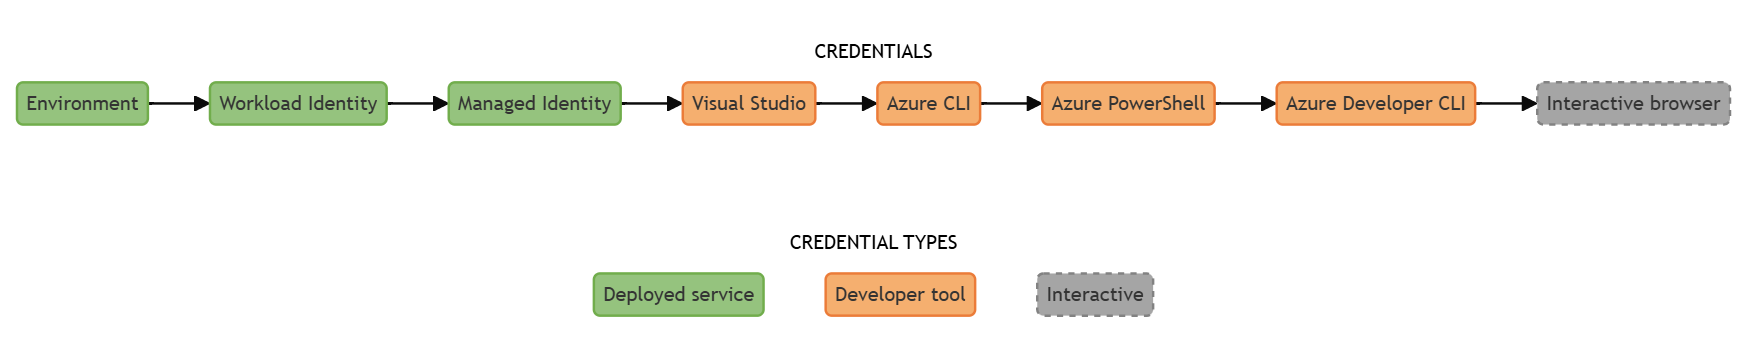 CREDENTIALS
Environment
Workload Identity
Managed Identity
Visual Studio
Azure CLI
Azure PowerShell
Azure Developer CLI
Interactive browser
CREDENTIAL TYPES
Deployed service
Developer tool
Interactive